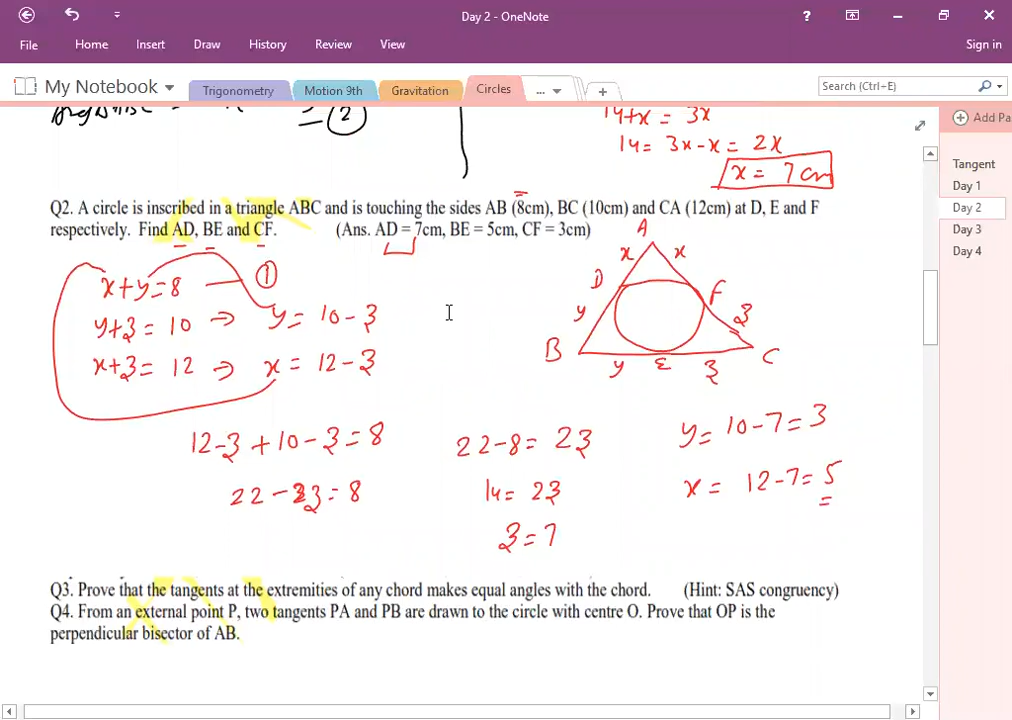 Day 2 - OneNote
?
File Home Insert Draw History Review View Sign in
My Notebook Trigonometry Motion 9th Gravitation Circles ... + Search (Ctrl+E)
Add Pa
Tangent
Day 1
Day 2
Day 3
Day 4
= 2
14+x = 3x
14= 3x-x = 2x
x = 7cm
Q2. A circle is inscribed in a triangle ABC and is touching the sides AB (8cm), BC (10cm) and CA (12cm) at D, E and F
respectively. Find AD, BE and CF. (Ans. AD = 7cm, BE = 5cm, CF = 3cm)
x+y=8 — 1
y+z = 10 ⇒ y= 10-z
x+z= 12 ⇒ x = 12-z
A
x x
D F
y z
B C
y E z
12-z+10-z=8
22-2z=8
22-8= 2z
14= 2z
z=7
y= 10-7=3
x = 12-7=5
Q3. Prove that the tangents at the extremities of any chord makes equal angles with the chord. (Hint: SAS congruency)
Q4. From an external point P, two tangents PA and PB are drawn to the circle with centre O. Prove that OP is the
perpendicular bisector of AB.